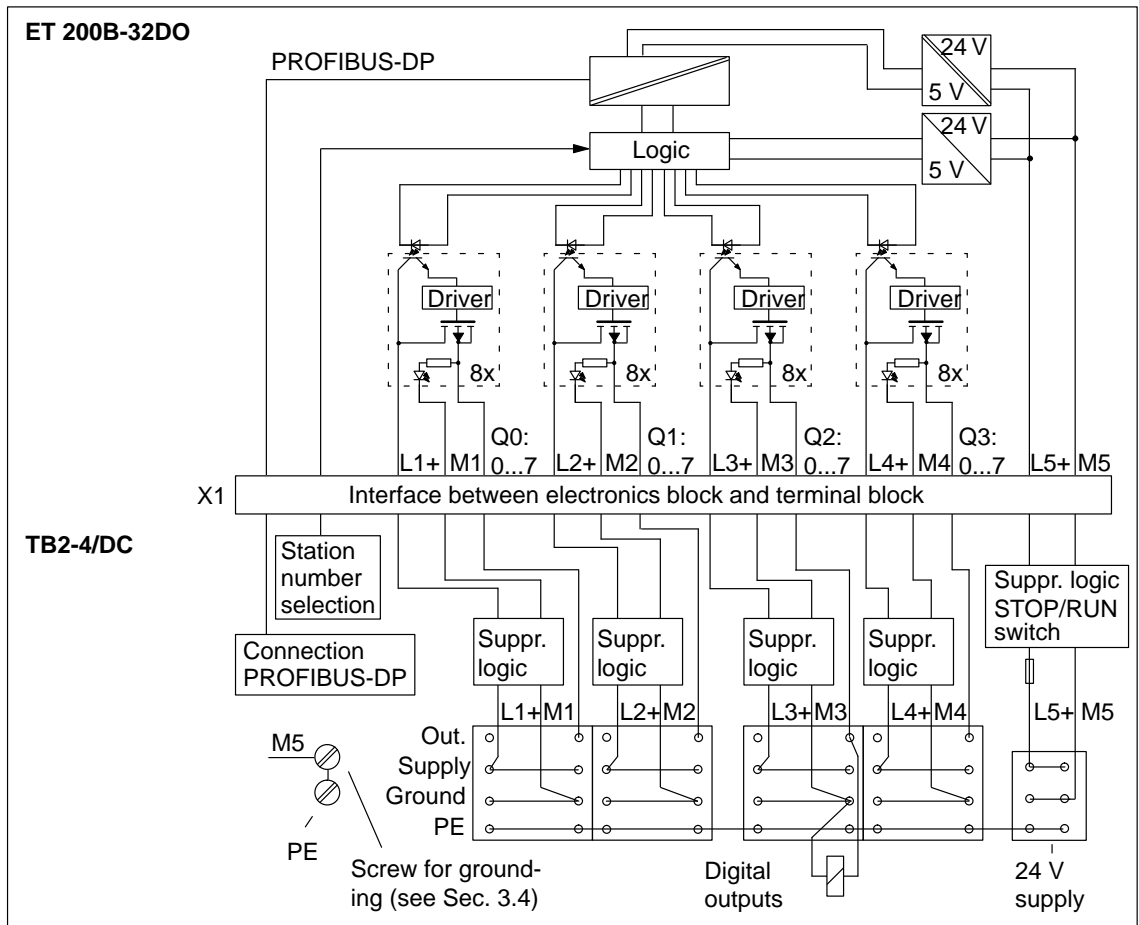 ET 200B-32DO
PROFIBUS-DP
24 V
5 V
24 V
5 V
Logic
Driver
Driver
Driver
Driver
8x
8x
8x
8x
Q0:
Q1:
Q2:
Q3:
L1+ M1 0...7 L2+ M2 0...7 L3+ M3 0...7 L4+ M4 0...7 L5+ M5
X1
Interface between electronics block and terminal block
TB2-4/DC
Station
number
selection
Connection
PROFIBUS-DP
Suppr.
logic
Suppr.
logic
Suppr.
logic
Suppr.
logic
Suppr. logic
STOP/RUN
switch
L1+ M1 L2+ M2 L3+ M3 L4+ M4 L5+ M5
Out.
Supply
Ground
PE
M5
PE
Screw for ground-
ing (see Sec. 3.4)
Digital
outputs
24 V
supply